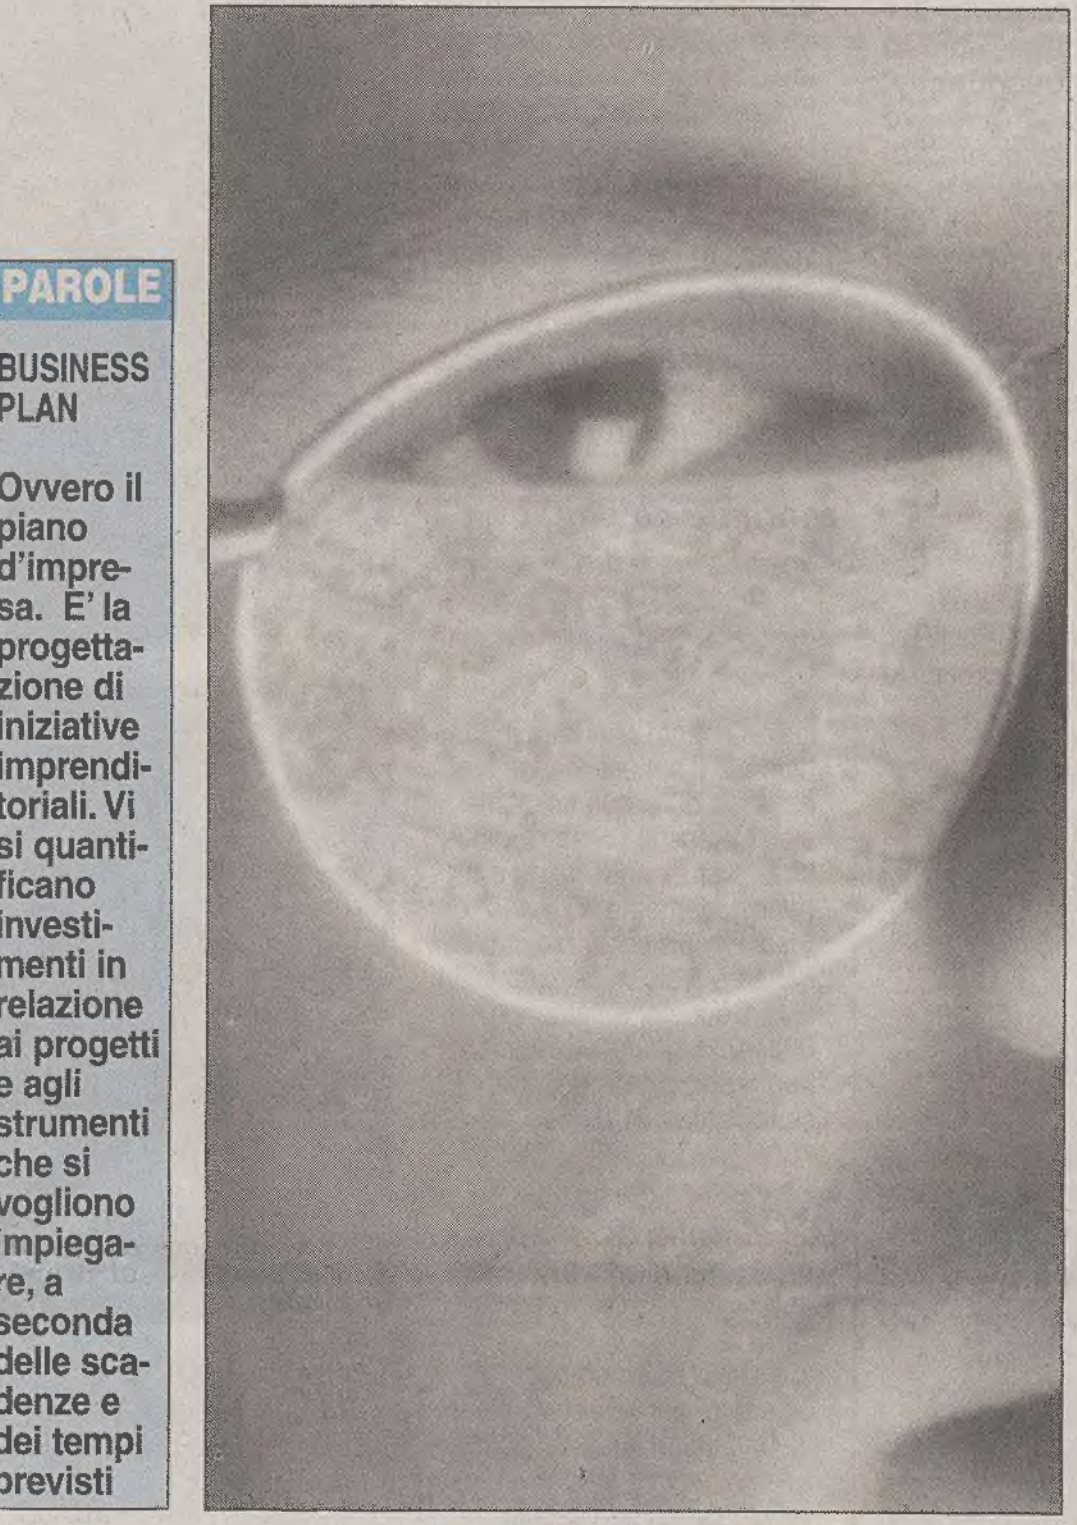 PAROLE
BUSINESS
PLAN
Ovvero il
piano
d'impre-
sa. E' la
progetta-
zione di
iniziative
imprendi-
toriali. Vi
si quanti-
ficano
investi-
menti in
relazione
ai progetti
e agli
strumenti
che si
vogliono
impiega-
re, a
seconda
delle sca-
denze e
dei tempi
previsti